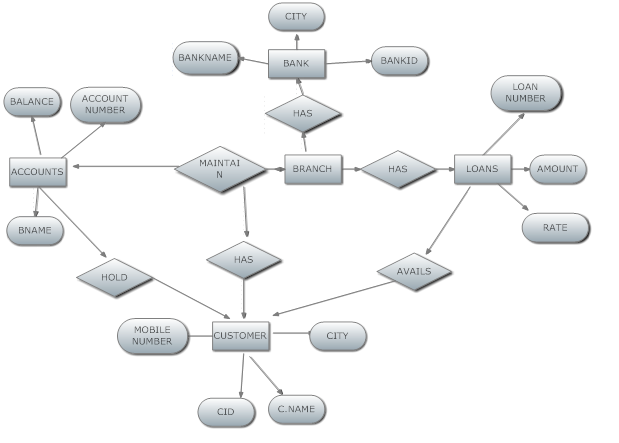 CITY
BANKNAME
BANK
BANKID
HAS
LOAN
NUMBER
BALANCE
ACCOUNT
NUMBER
ACCOUNTS
MAINTAI
N
BRANCH
HAS
LOANS
AMOUNT
BNAME
RATE
HOLD
HAS
AVAILS
MOBILE
NUMBER
CUSTOMER
CITY
CID
C.NAME